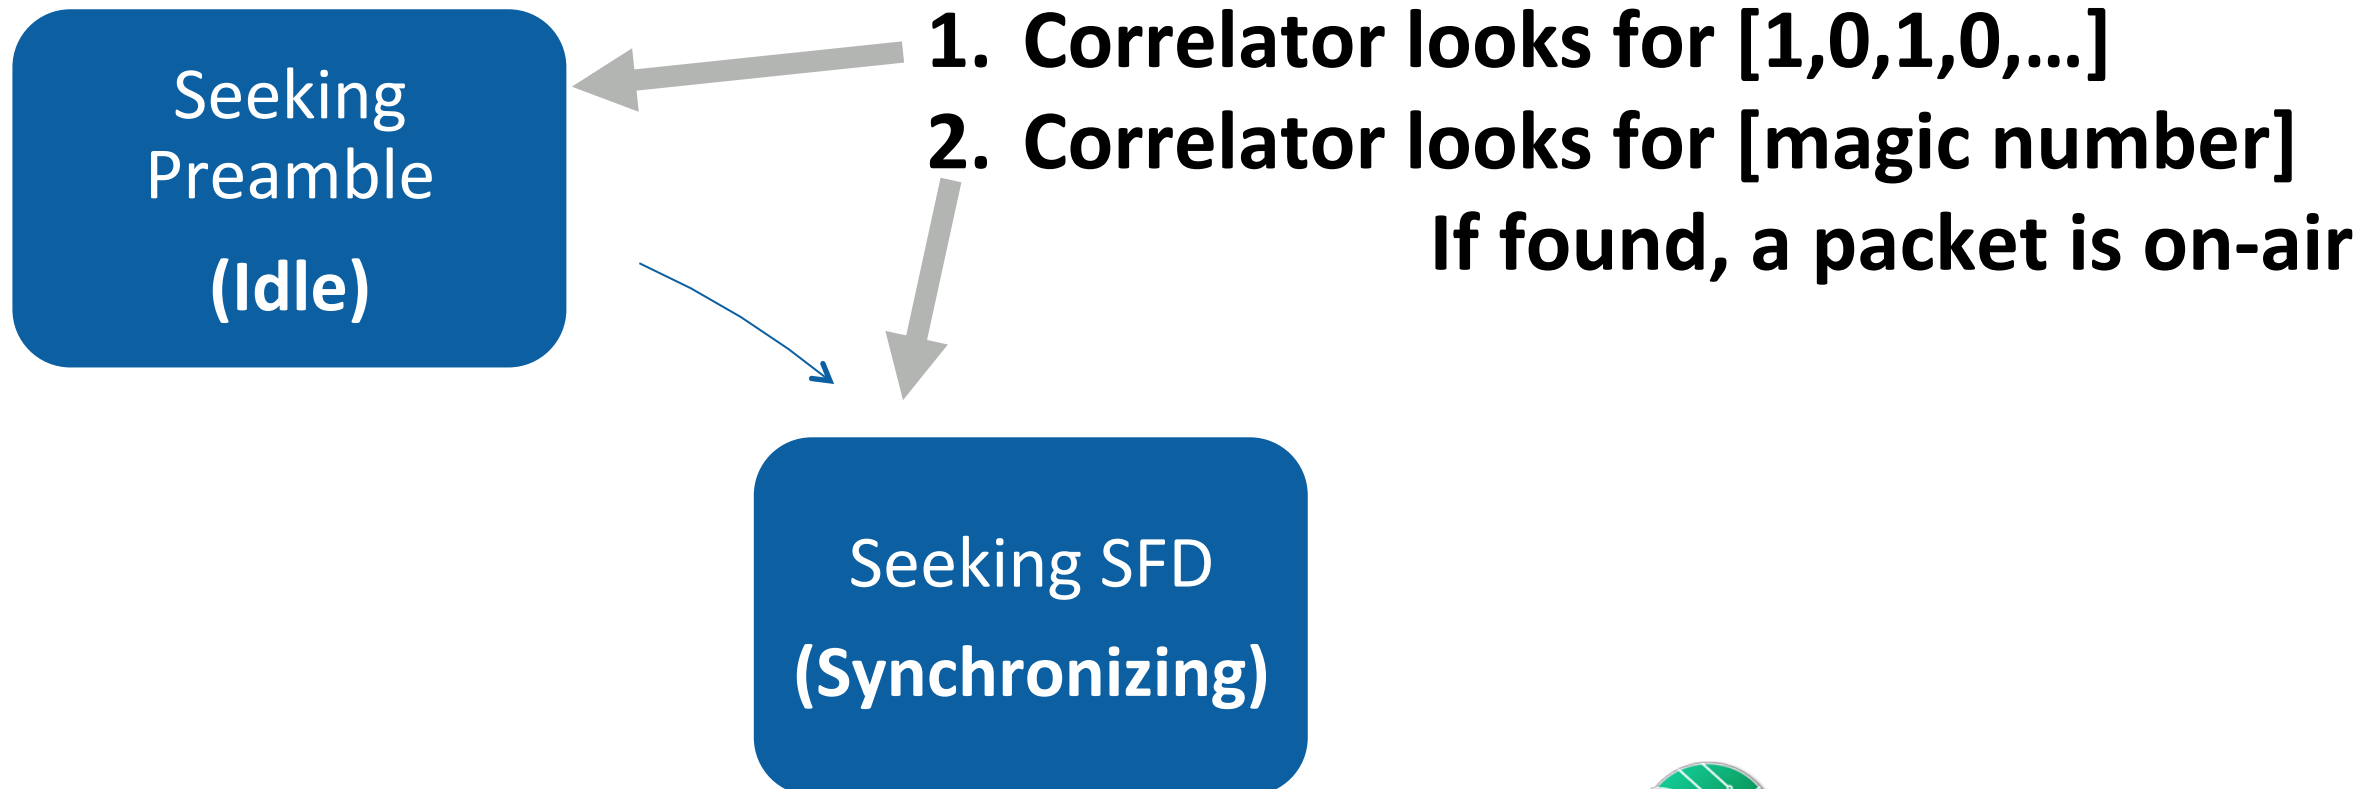 Seeking
Preamble
(Idle)
1. Correlator looks for [1,0,1,0,...]
2. Correlator looks for [magic number]
If found, a packet is on-air
Seeking SFD
(Synchronizing)